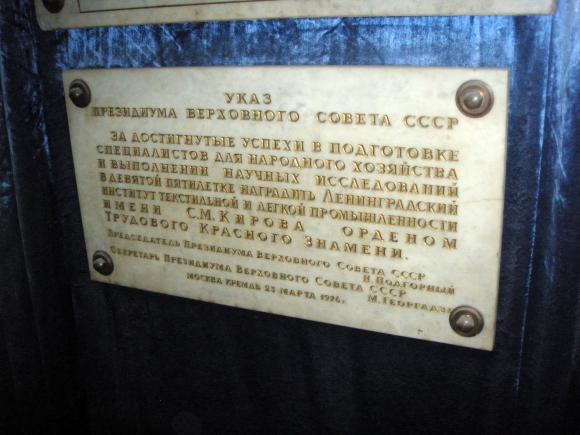 УКАЗ
ПРЕЗИДИУМА ВЕРХОВНОГО СОВЕТА СССР
ЗА ДОСТИГНУТЫЕ УСПЕХИ В ПОДГОТОВКЕ
СПЕЦИАЛИСТОВ ДЛЯ НАРОДНОГО ХОЗЯЙСТВА
И ВЫПОЛНЕНИИ НАУЧНЫХ ИССЛЕДОВАНИЙ
В ДЕВЯТОЙ ПЯТИЛЕТКЕ НАГРАДИТЬ ЛЕНИНГРАДСКИЙ
ИНСТИТУТ ТЕКСТИЛЬНОЙ И ЛЕГКОЙ ПРОМЫШЛЕННОСТИ
ИМЕНИ С.М.КИРОВА ОРДЕНОМ
ТРУДОВОГО КРАСНОГО ЗНАМЕНИ.
ПРЕДСЕДАТЕЛЬ ПРЕЗИДИУМА ВЕРХОВНОГО СОВЕТА СССР
Н.ПОДГОРНЫЙ
СЕКРЕТАРЬ ПРЕЗИДИУМА ВЕРХОВНОГО СОВЕТА СССР
М.ГЕОРГАДЗЕ
МОСКВА КРЕМЛЬ 23 МАРТА 1976г.